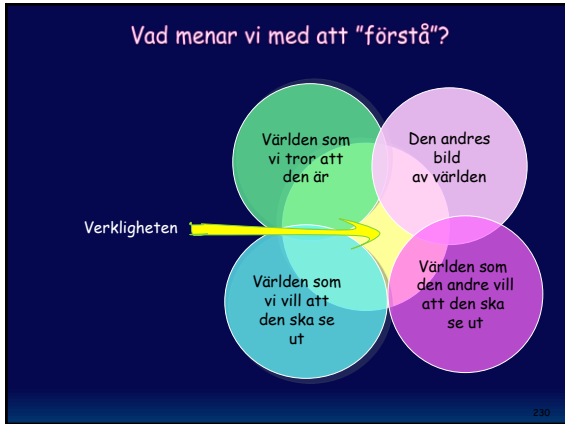 Vad menar vi med att ”förstå”?
Världen som
vi tror att
den är
Den andres
bild
av världen
Verkligheten
Världen som
vi vill att
den ska se
ut
Världen som
den andre vill
att den ska
se ut
230